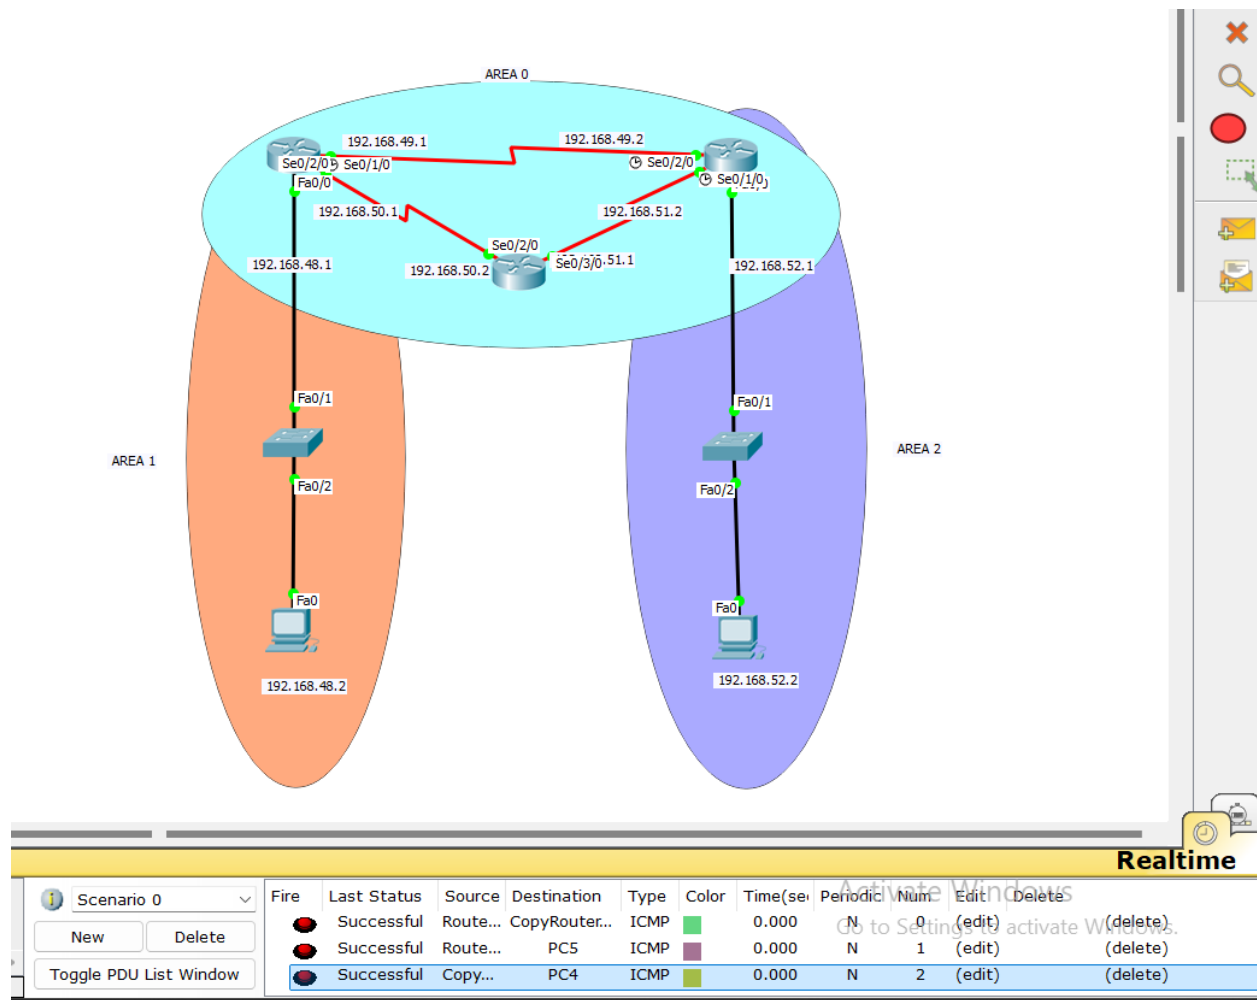 AREA 0
192.168.49.1
192.168.49.2
Se0/2/0
Se0/1/0
Se0/2/0
Se0/1/0
Fa0/0
192.168.50.1
192.168.51.2
Se0/2/0
192.168.48.1
192.168.50.2
Se0/3/0
.51.1
192.168.52.1
Fa0/1
Fa0/1
AREA 1
AREA 2
Fa0/2
Fa0/2
Fa0
Fa0
192.168.48.2
192.168.52.2
Realtime
Scenario 0
New Delete
Toggle PDU List Window
Fire Last Status Source Destination Type Color Time(sec Periodic Num Edit Delete
Successful Route... CopyRouter... ICMP 0.000 N 0 (edit) (delete)
Successful Route... PC5 ICMP 0.000 N 1 (edit) (delete)
Successful Copy... PC4 ICMP 0.000 N 2 (edit) (delete)
Activate Windows
Go to Settings to activate Windows.